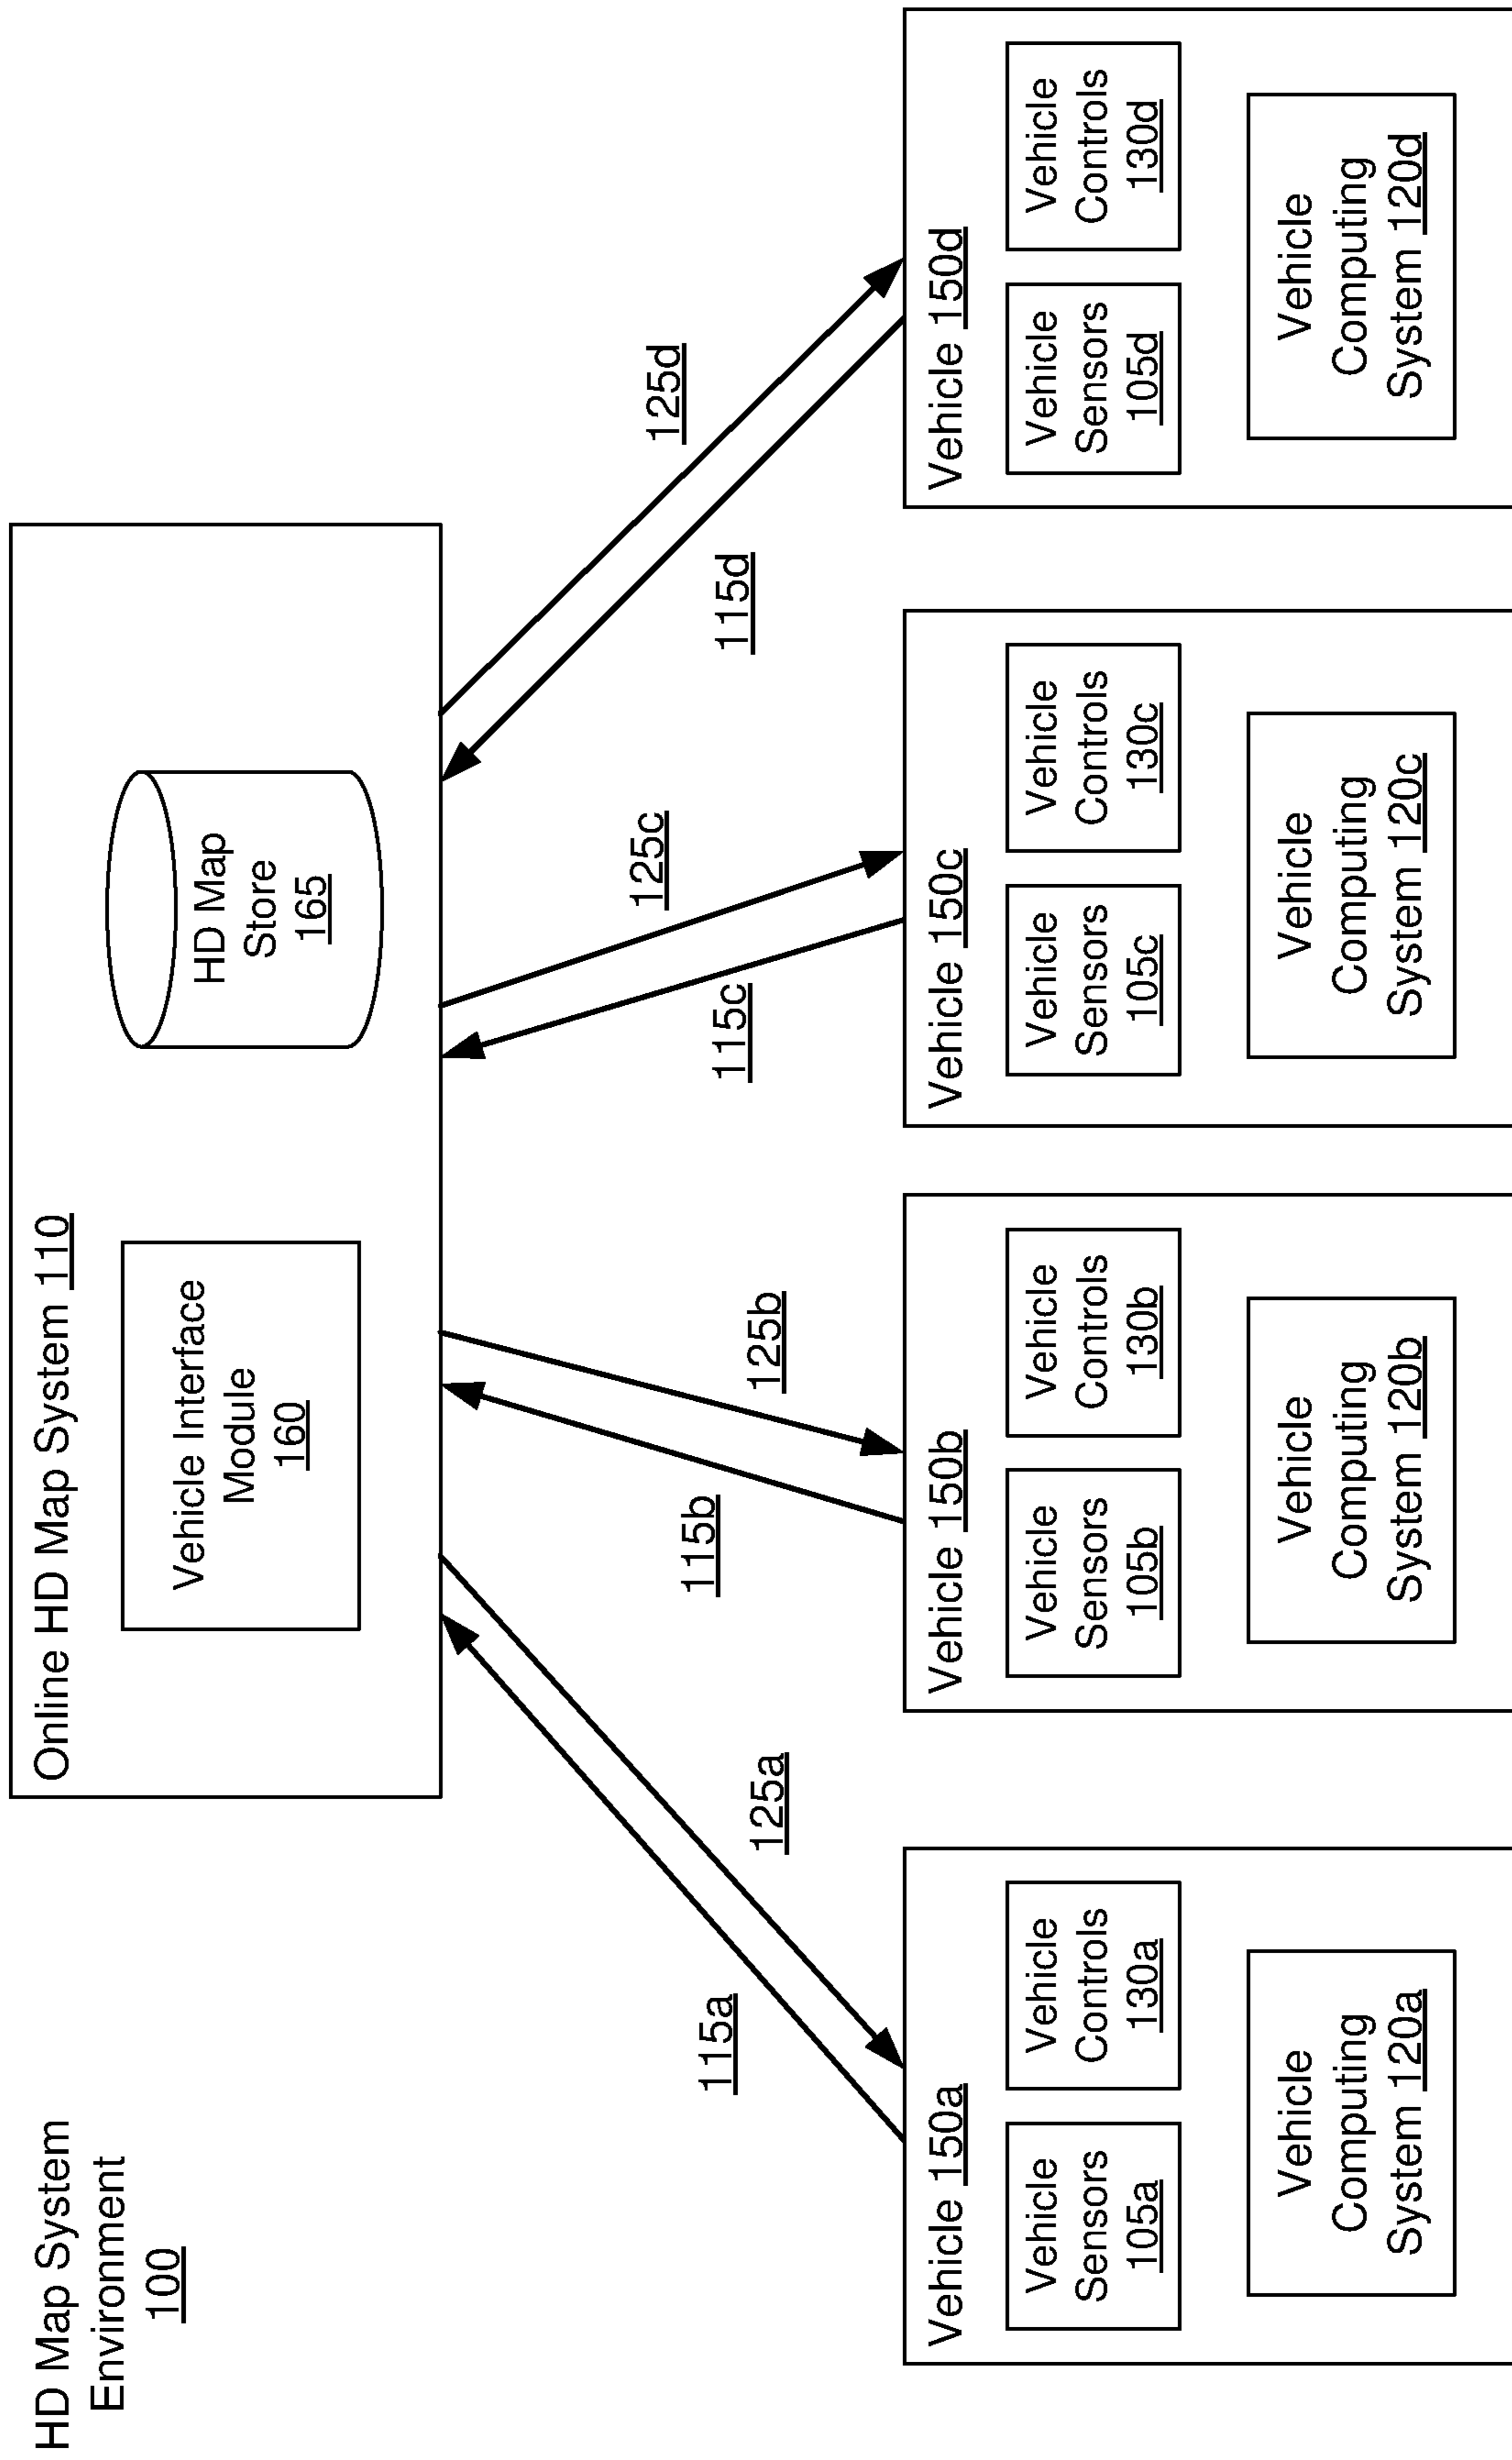 HD Map System
Environment
100
Online HD Map System 110
Vehicle Interface
Module
160
HD Map
Store
165
115a
125a
115b
125b
115c
125c
115d
125d
Vehicle 150a
Vehicle
Sensors
105a
Vehicle
Controls
130a
Vehicle
Computing
System 120a
Vehicle 150b
Vehicle
Sensors
105b
Vehicle
Controls
130b
Vehicle
Computing
System 120b
Vehicle 150c
Vehicle
Sensors
105c
Vehicle
Controls
130c
Vehicle
Computing
System 120c
Vehicle 150d
Vehicle
Sensors
105d
Vehicle
Controls
130d
Vehicle
Computing
System 120d